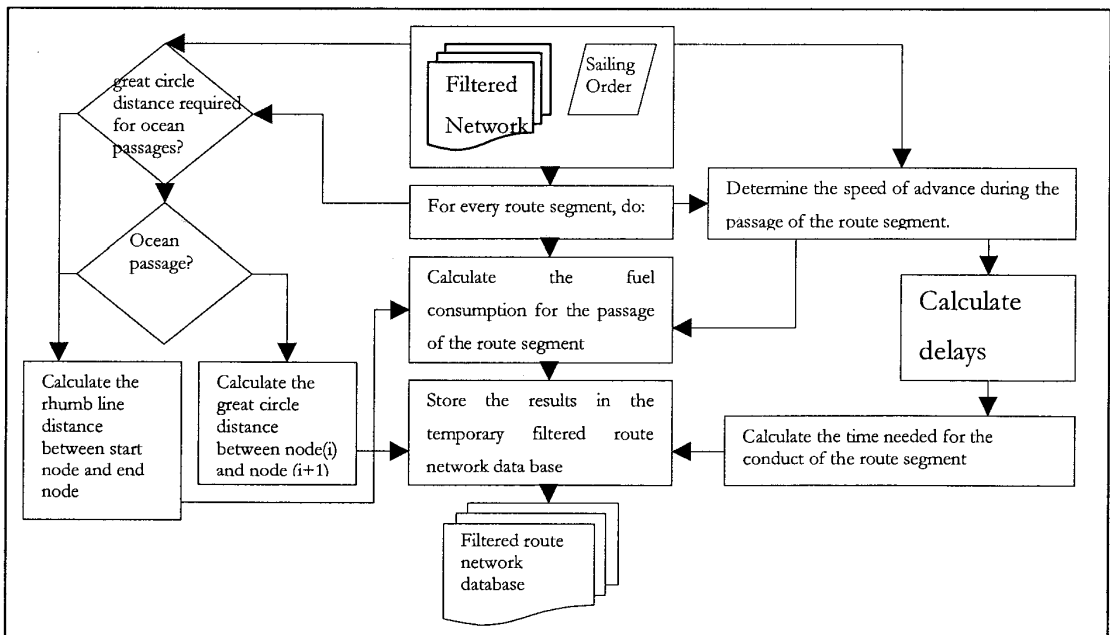 great circle
distance required
for ocean
passages?
Filtered
Network
Sailing
Order
For every route segment, do:
Determine the speed of advance during the
passage of the route segment.
Ocean
passage?
Calculate the fuel
consumption for the passage
of the route segment
Calculate
delays
Calculate the
rhumb line
distance
between start
node and end
node
Calculate the
great circle
distance
between node(i)
and node (i+1)
Store the results in the
temporary filtered route
network data base
Calculate the time needed for the
conduct of the route segment
Filtered route
network
database